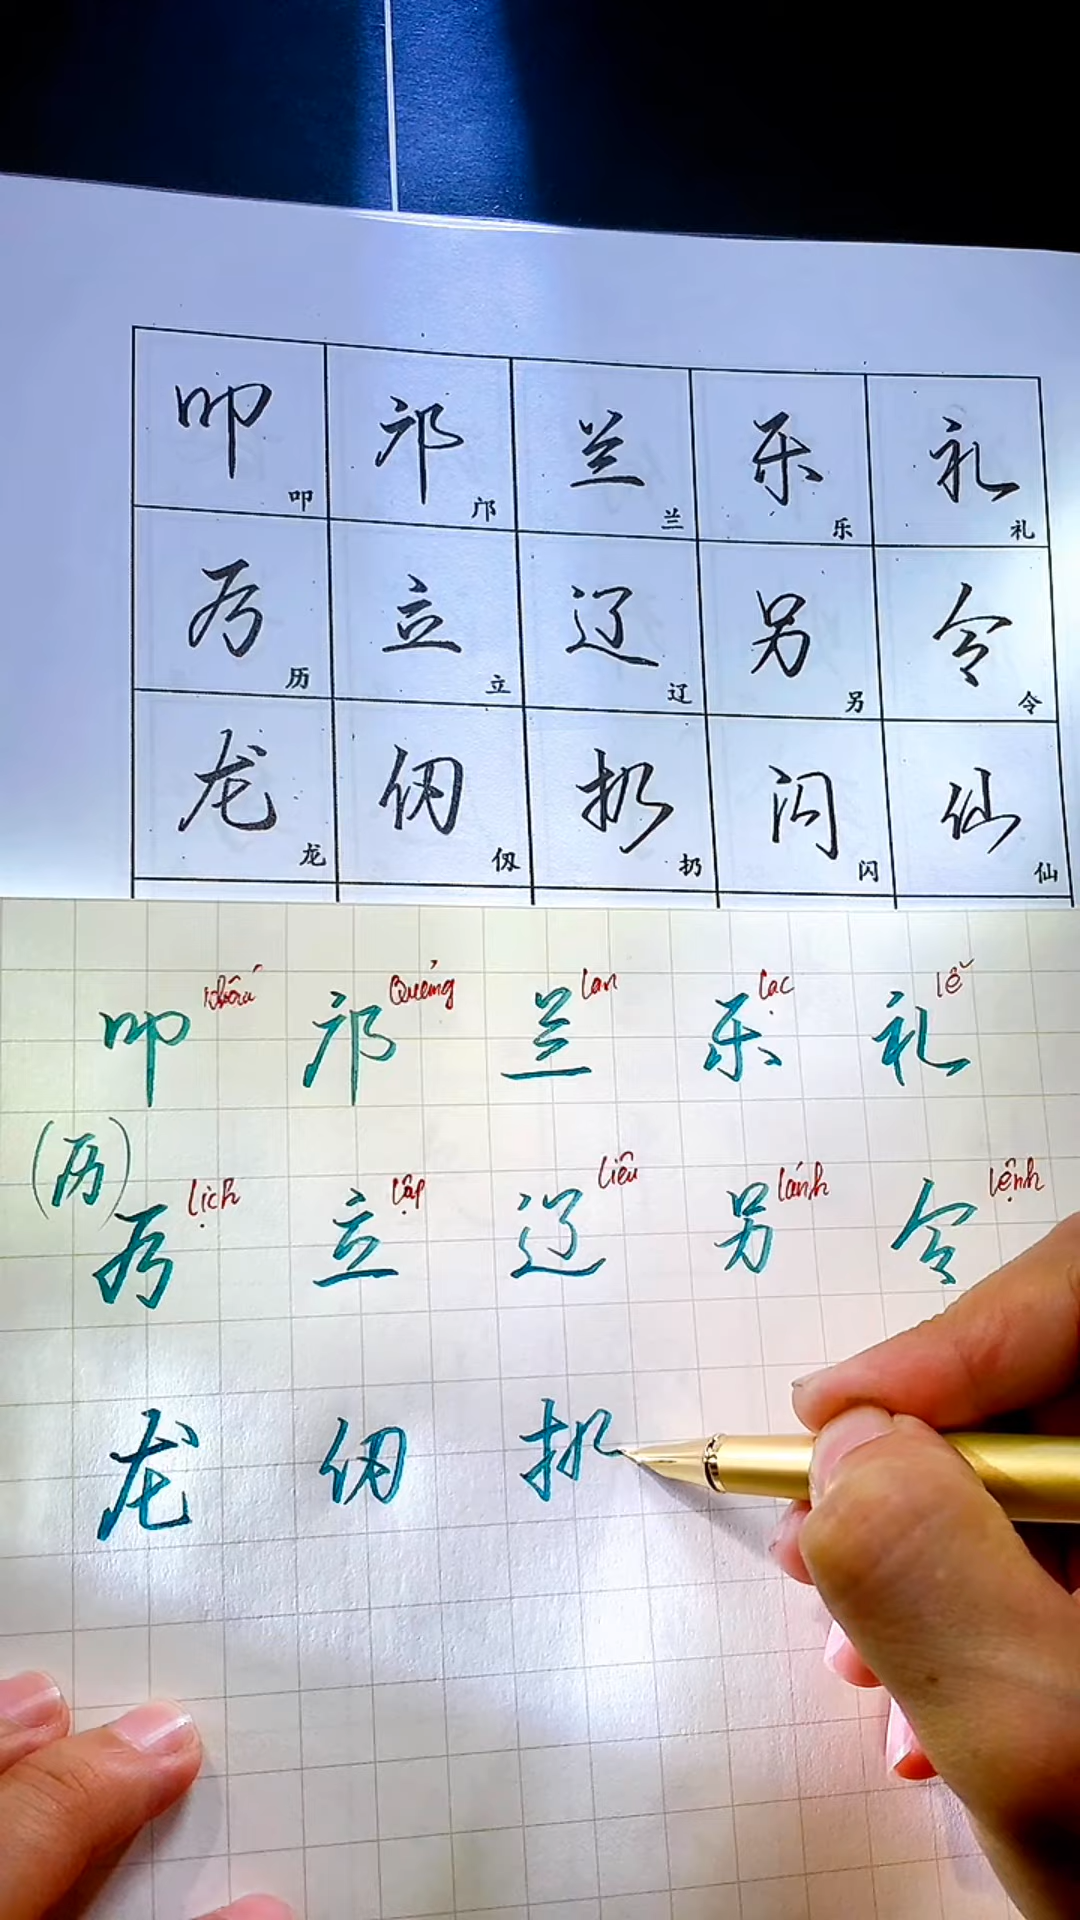 叩 邝 兰 乐 礼
叩 邝 兰 乐 礼
历 立 辽 另 令
历 立 辽 另 令
龙 仞 扔 闪 仙
龙 仭 扔 闪 仙
khấu Quảng lan lạc lễ
叩 邝 兰 乐 礼
(历) lịch lập liêu lánh lệnh
历 立 辽 另 令
龙 仞 扔